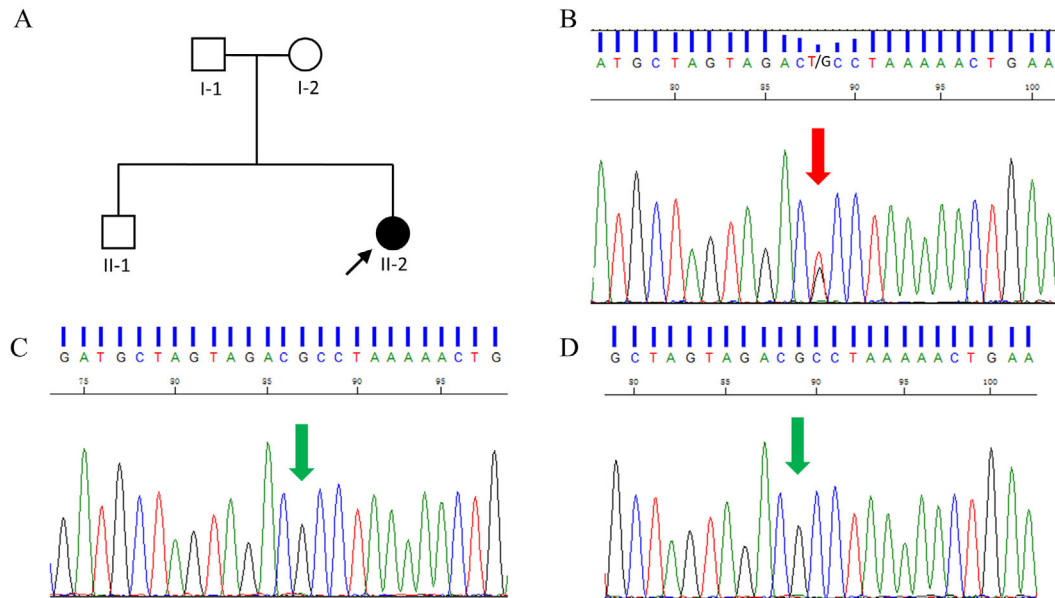 A
I-1
I-2
II-1
II-2
B
A T G C T A G T A G A C T/G C C T A A A A A C T G A A
80 85 90 95 100
C
G A T G C T A G T A G A C G C C T A A A A A C T G
75 80 85 90 95
D
G C T A G T A G A C G C C T A A A A A C T G A A
80 85 90 95 100